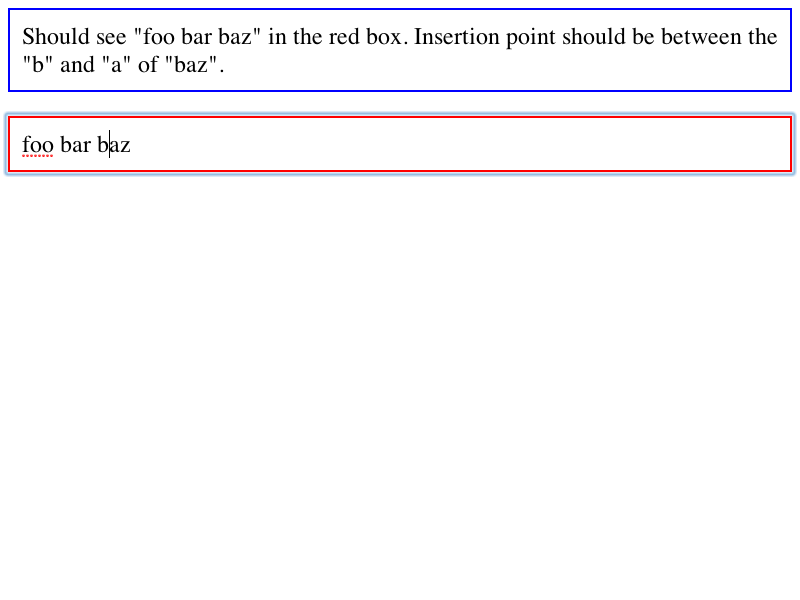 Should see "foo bar baz" in the red box. Insertion point should be between the
"b" and "a" of "baz".
foo bar baz